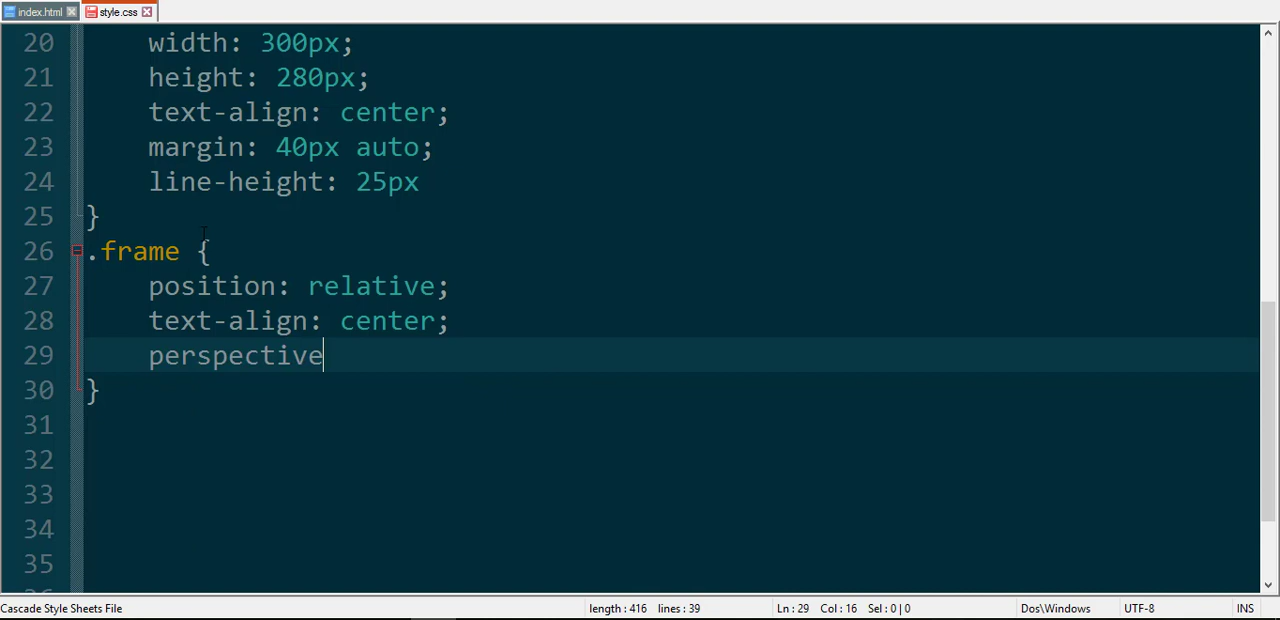 index.html style.css
20 width: 300px;
21 height: 280px;
22 text-align: center;
23 margin: 40px auto;
24 line-height: 25px
25 }
26 .frame {
27 position: relative;
28 text-align: center;
29 perspective
30 }
31
32
33
34
35
Cascade Style Sheets File length : 416 lines : 39 Ln : 29 Col : 16 Sel : 0 | 0 Dos\Windows UTF-8 INS